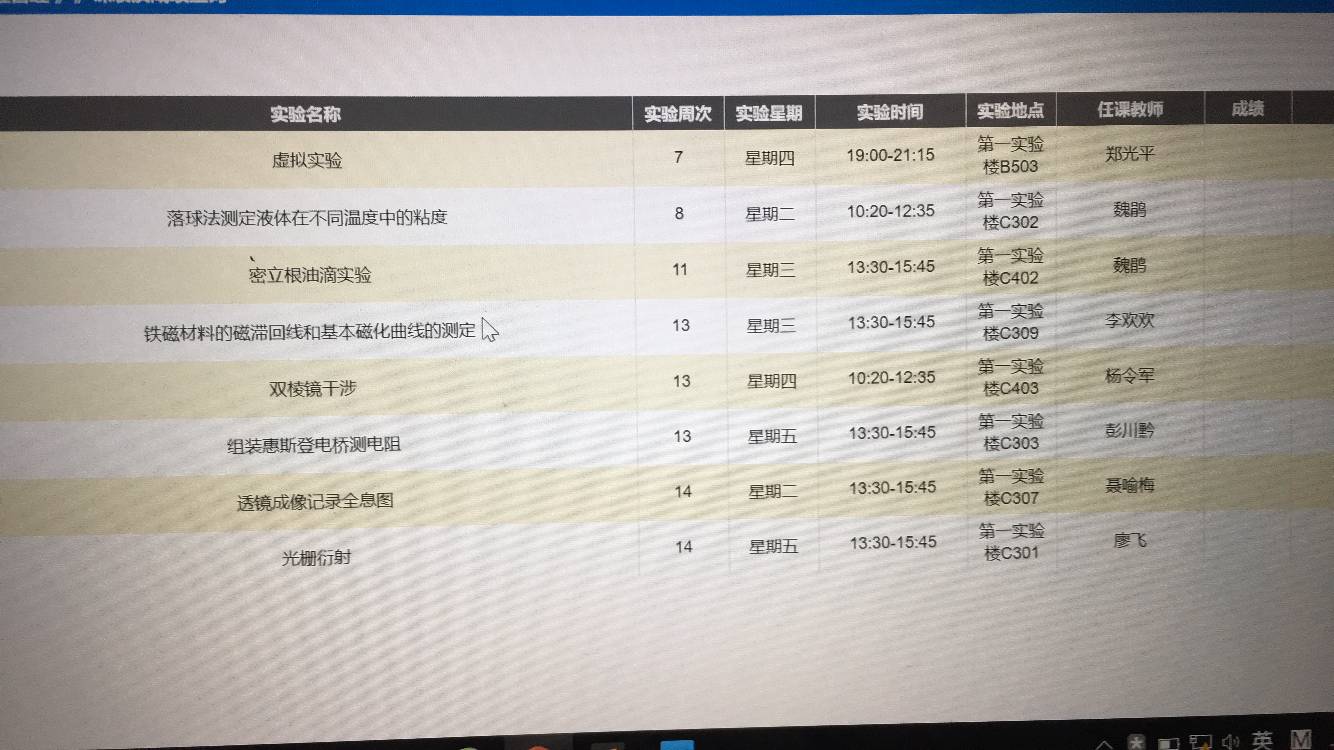 实验名称 实验周次 实验星期 实验时间 实验地点 任课教师 成绩
虚拟实验 7 星期四 19:00-21:15 第一实验
楼B503 郑光平
落球法测定液体在不同温度中的粘度 8 星期二 10:20-12:35 第一实验
楼C302 魏鹃
密立根油滴实验 11 星期三 13:30-15:45 第一实验
楼C402 魏鹃
铁磁材料的磁滞回线和基本磁化曲线的测定 13 星期三 13:30-15:45 第一实验
楼C309 李欢欢
双棱镜干涉 13 星期四 10:20-12:35 第一实验
楼C403 杨令军
组装惠斯登电桥测电阻 13 星期五 13:30-15:45 第一实验
楼C303 彭川黔
透镜成像记录全息图 14 星期二 13:30-15:45 第一实验
楼C307 聂喻梅
光栅衍射 14 星期五 13:30-15:45 第一实验
楼C301 廖飞
英 M